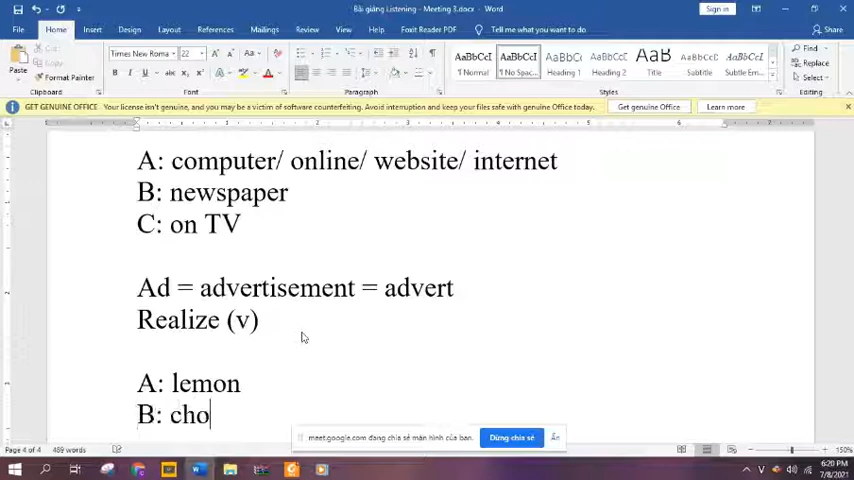 Bài giảng Listening - Meeting 3.docx - Word
Sign in
File Home Insert Design Layout References Mailings Review View Foxit Reader PDF Tell me what you want to do Share
Cut
Copy
Paste
Format Painter
Clipboard
Times New Roma 22
Font
Paragraph
AaBbCcI AaBbCcI AaBbCcI AaBbCcI AaB AaBbCcI AaBbCcI
¶ Normal ¶ No Spac... Heading 1 Heading 2 Title Subtitle Subtle Em...
Styles
Find
Replace
Select
Editing
GET GENUINE OFFICE Your license isn't genuine, and you may be a victim of software counterfeiting. Avoid interruption and keep your files safe with genuine Office today. Get genuine Office Learn more
A: computer/ online/ website/ internet
B: newspaper
C: on TV
Ad = advertisement = advert
Realize (v)
A: lemon
B: cho
meet.google.com đang chia sẻ màn hình của bạn. Dừng chia sẻ Ẩn
Page 4 of 4 489 words 150%
6:20 PM
7/8/2021